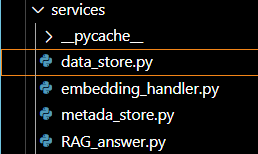 services
__pycache__
data_store.py
embedding_handler.py
metada_store.py
RAG_answer.py